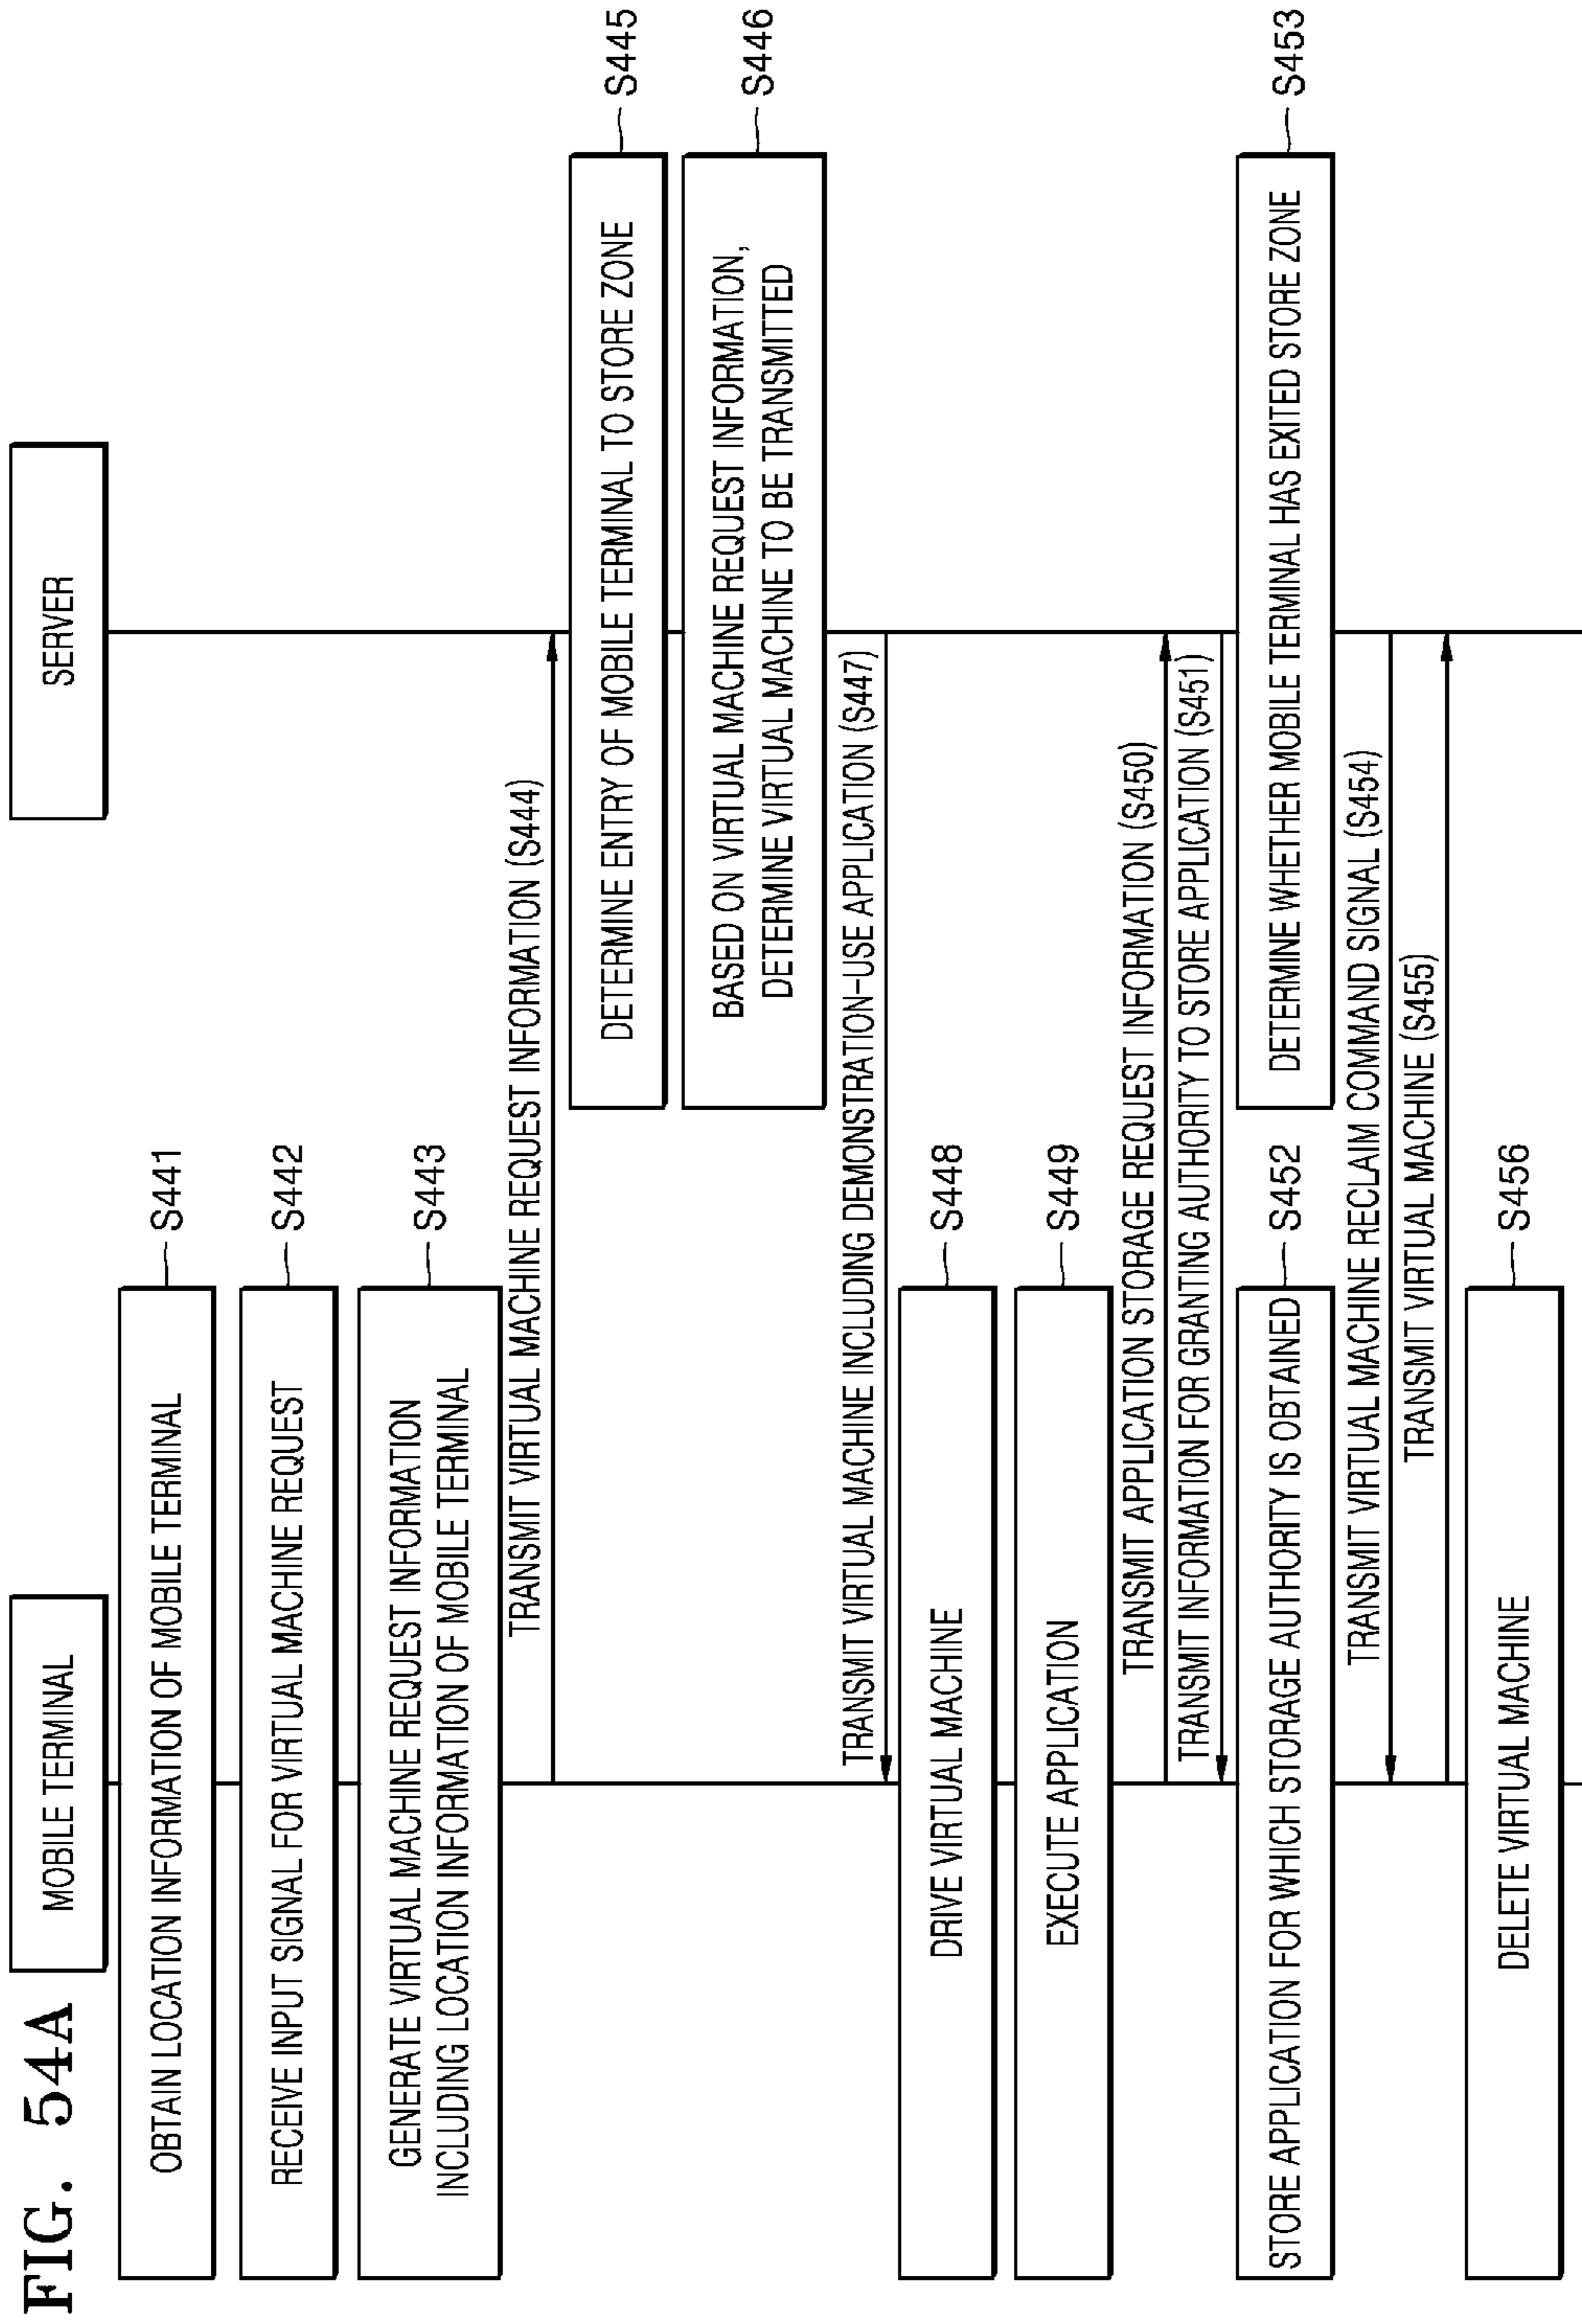 FIG. 54A
MOBILE TERMINAL
SERVER
OBTAIN LOCATION INFORMATION OF MOBILE TERMINAL
S441
RECEIVE INPUT SIGNAL FOR VIRTUAL MACHINE REQUEST
S442
GENERATE VIRTUAL MACHINE REQUEST INFORMATION
INCLUDING LOCATION INFORMATION OF MOBILE TERMINAL
S443
TRANSMIT VIRTUAL MACHINE REQUEST INFORMATION (S444)
DETERMINE ENTRY OF MOBILE TERMINAL TO STORE ZONE
S445
BASED ON VIRTUAL MACHINE REQUEST INFORMATION,
DETERMINE VIRTUAL MACHINE TO BE TRANSMITTED
S446
TRANSMIT VIRTUAL MACHINE INCLUDING DEMONSTRATION-USE APPLICATION (S447)
DRIVE VIRTUAL MACHINE
S448
EXECUTE APPLICATION
S449
TRANSMIT APPLICATION STORAGE REQUEST INFORMATION (S450)
TRANSMIT INFORMATION FOR GRANTING AUTHORITY TO STORE APPLICATION (S451)
STORE APPLICATION FOR WHICH STORAGE AUTHORITY IS OBTAINED
S452
DETERMINE WHETHER MOBILE TERMINAL HAS EXITED STORE ZONE
S453
TRANSMIT VIRTUAL MACHINE RECLAIM COMMAND SIGNAL (S454)
TRANSMIT VIRTUAL MACHINE (S455)
DELETE VIRTUAL MACHINE
S456